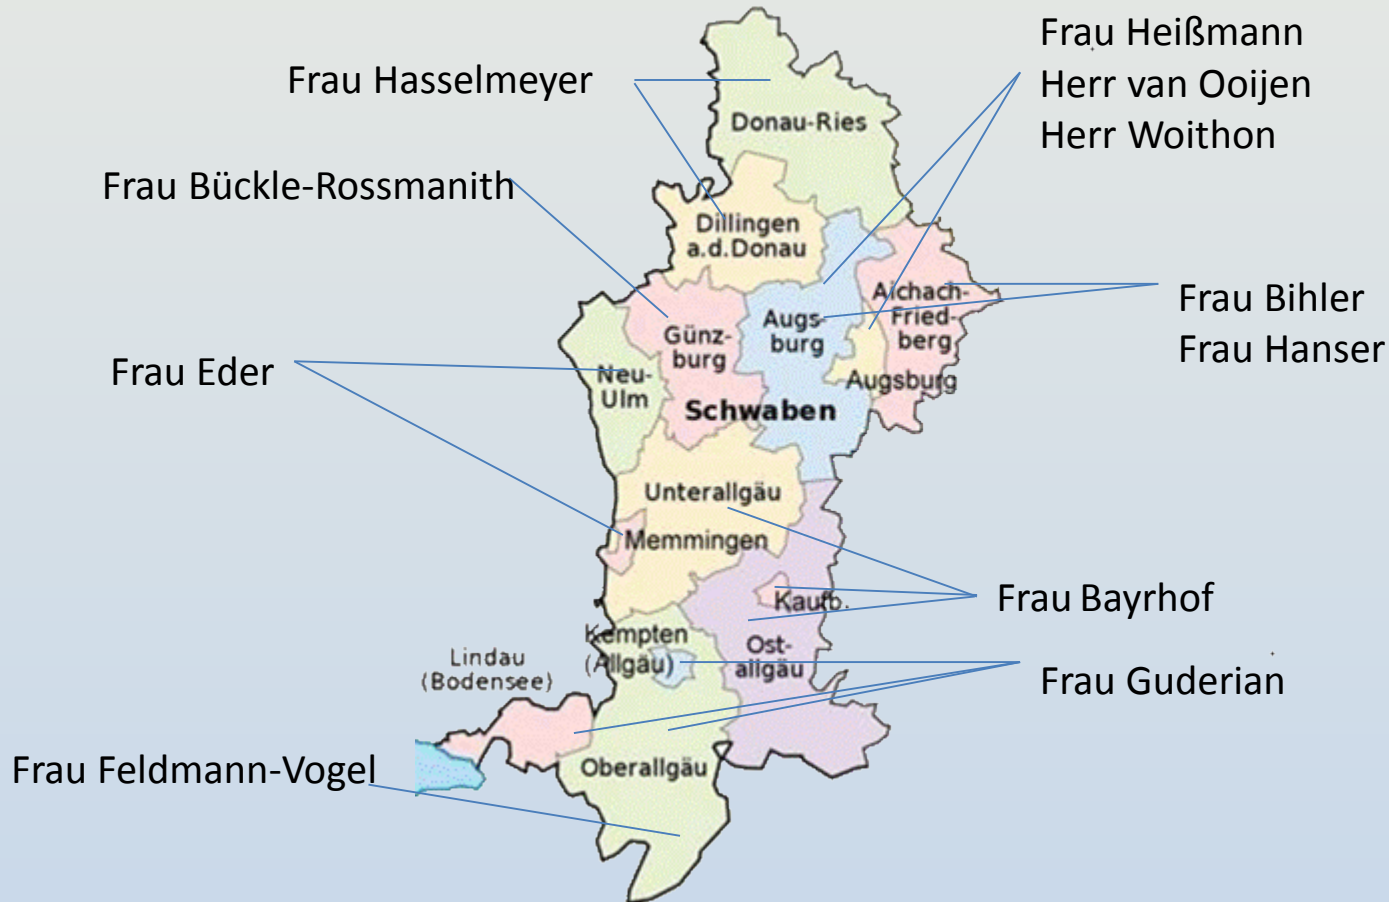 Frau Heißmann
Herr van Ooijen
Herr Woithon
Frau Hasselmeyer
Donau-Ries
Frau Bückle-Rossmanith
Dillingen
a.d.Donau
Aichach-
Fried-
berg
Frau Bihler
Frau Hanser
Augs-
burg
Günz-
burg
Frau Eder
Neu-
Ulm
Augsburg
Schwaben
Unterallgäu
Memmingen
Kaufb.
Frau Bayrhof
Kempten
(Allgäu)
Ost-
allgäu
Lindau
(Bodensee)
Frau Guderian
Frau Feldmann-Vogel
Oberallgäu